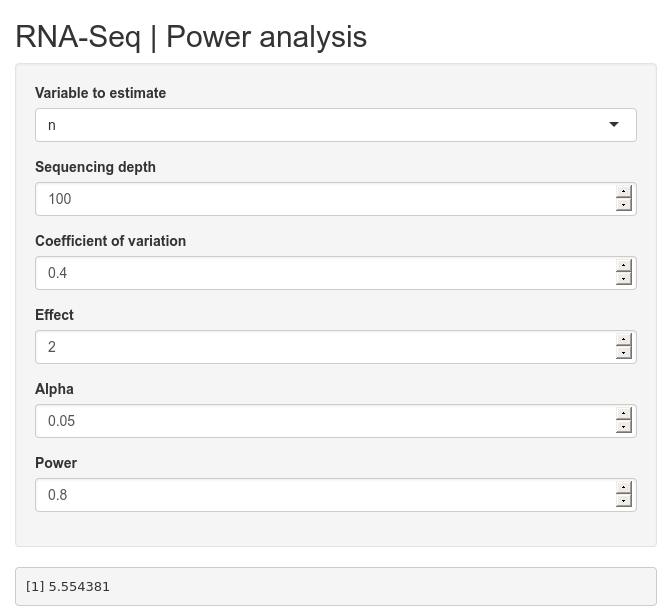 RNA-Seq | Power analysis
Variable to estimate
n
Sequencing depth
100
Coefficient of variation
0.4
Effect
2
Alpha
0.05
Power
0.8
[1] 5.554381